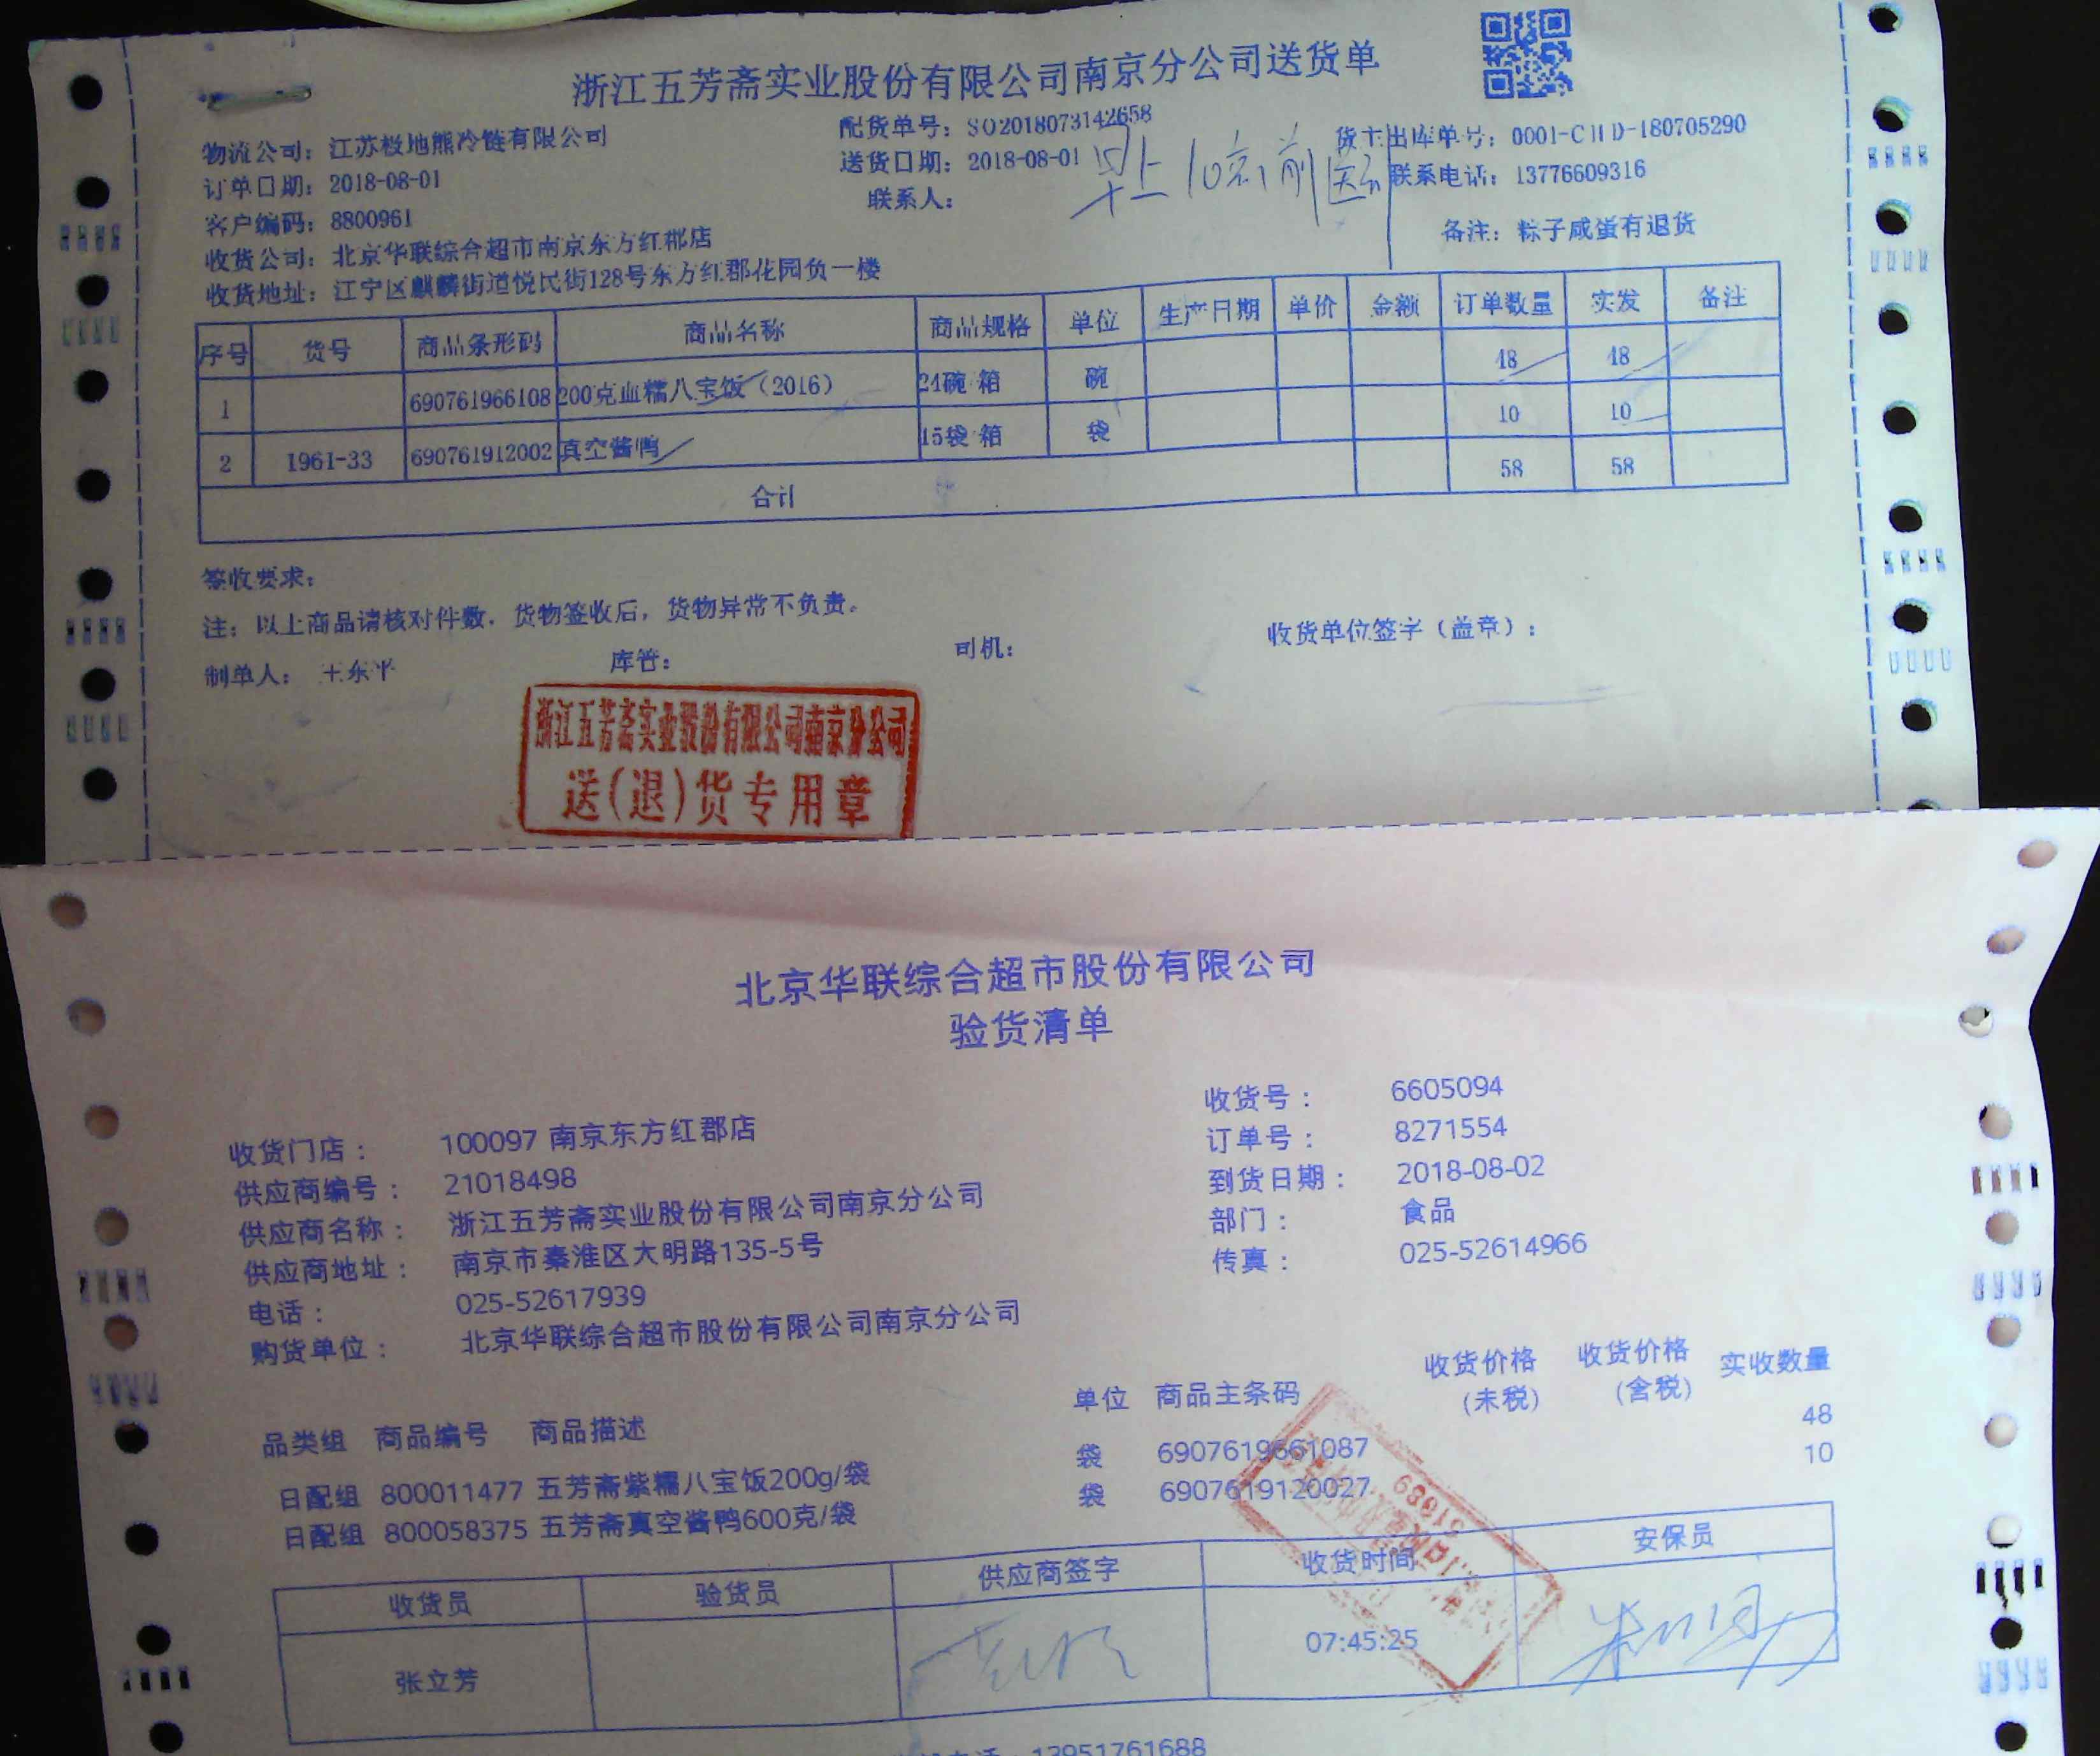 浙江五芳斋实业股份有限公司南京分公司送货单
物流公司：江苏极地熊冷链有限公司
配货单号：SO2018073142658
货主出库单号：0001-CHD-180705290
订单日期：2018-08-01
送货日期：2018-08-01
早上10点前送到
联系电话：13776609316
客户编码：8800961
联系人：
收货公司：北京华联综合超市南京东方红郡店
备注：粽子咸蛋有退货
收货地址：江宁区麒麟街道悦民街128号东方红郡花园负一楼
序号 货号 商品条形码 商品名称 商品规格 单位 生产日期 单价 金额 订单数量 实发 备注
1 690761966108 200克血糯八宝饭（2016） 24碗/箱 碗 48 48
2 1961-33 690761912002 真空酱鸭 15袋/箱 袋 10 10
合计 58 58
签收要求：
注：以上商品请核对件数，货物签收后，货物异常不负责。
制单人：王东平 库管： 司机： 收货单位签字（盖章）：
浙江五芳斋实业股份有限公司南京分公司
送(退)货专用章
北京华联综合超市股份有限公司
验货清单
收货门店： 100097 南京东方红郡店
收货号： 6605094
供应商编号： 21018498
订单号： 8271554
供应商名称： 浙江五芳斋实业股份有限公司南京分公司
到货日期： 2018-08-02
供应商地址： 南京市秦淮区大明路135-5号
部门： 食品
电话： 025-52617939
传真： 025-52614966
购货单位： 北京华联综合超市股份有限公司南京分公司
品类组 商品编号 商品描述 单位 商品主条码 收货价格(未税) 收货价格(含税) 实收数量
日配组 800011477 五芳斋紫糯八宝饭200g/袋 袋 6907619661087 48
日配组 800058375 五芳斋真空酱鸭600克/袋 袋 6907619120027 10
收货员 验货员 供应商签字 收货时间 安保员
张立芳 07:45:25
13951761688